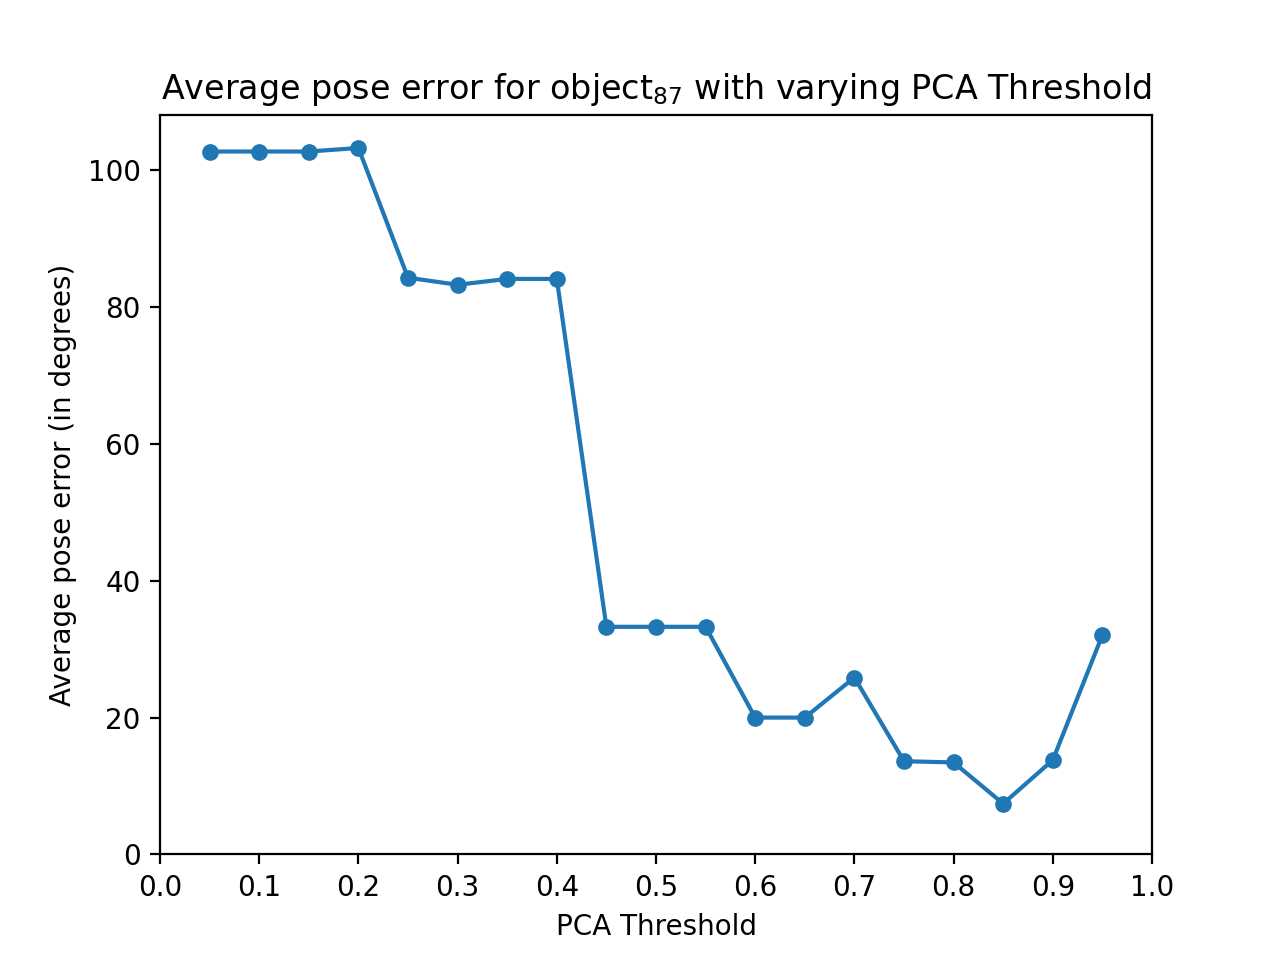 Average pose error for object₈₇ with varying PCA Threshold
Average pose error (in degrees)
100
80
60
40
20
0
0.0 0.1 0.2 0.3 0.4 0.5 0.6 0.7 0.8 0.9 1.0
PCA Threshold